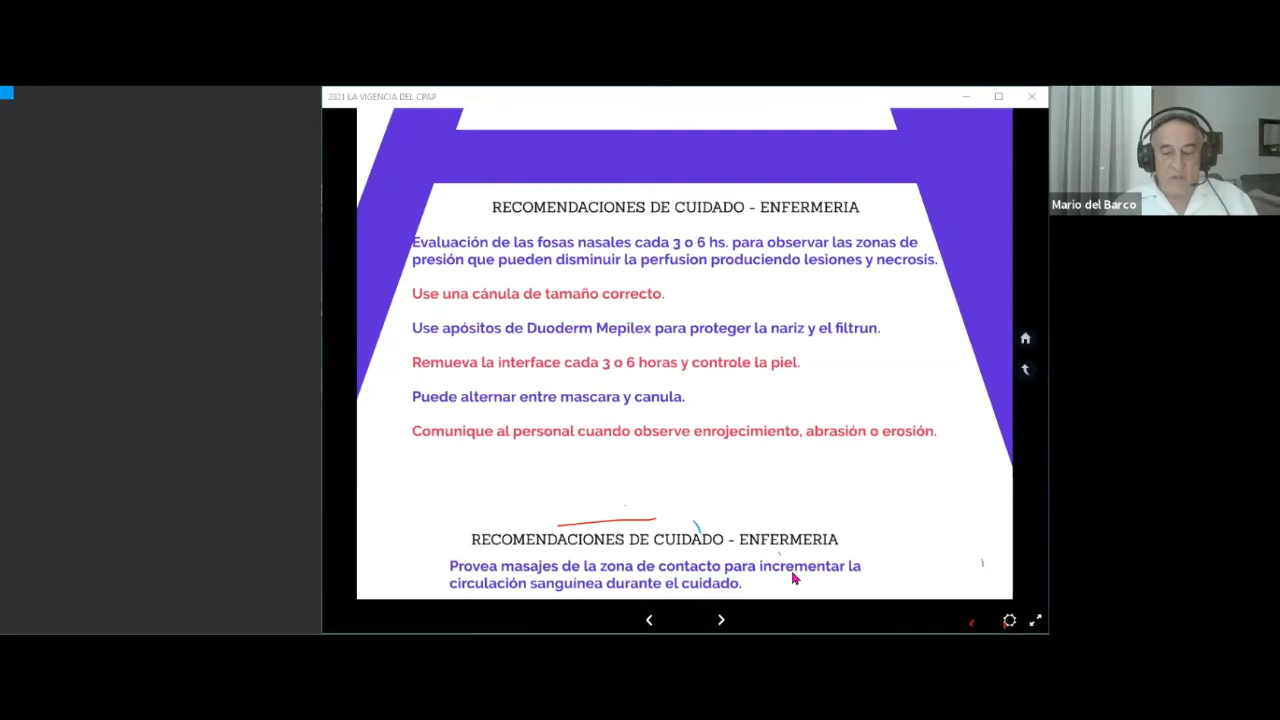 2021 LA VIGENCIA DEL CPAP
RECOMENDACIONES DE CUIDADO - ENFERMERIA
Evaluación de las fosas nasales cada 3 o 6 hs. para observar las zonas de
presión que pueden disminuir la perfusion produciendo lesiones y necrosis.
Use una cánula de tamaño correcto.
Use apósitos de Duoderm Mepilex para proteger la nariz y el filtrun.
Remueva la interface cada 3 o 6 horas y controle la piel.
Puede alternar entre mascara y canula.
Comunique al personal cuando observe enrojecimiento, abrasión o erosión.
RECOMENDACIONES DE CUIDADO - ENFERMERIA
Provea masajes de la zona de contacto para incrementar la
circulación sanguinea durante el cuidado.
Mario del Barco